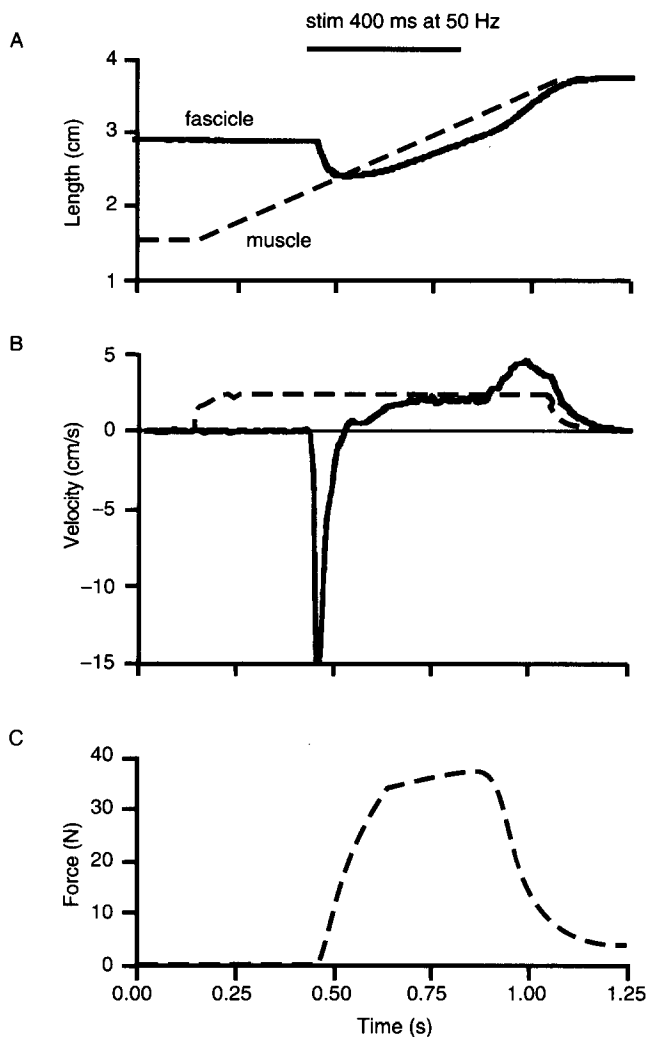 stim 400 ms at 50 Hz
A
4
3
2
1
Length (cm)
fascicle
muscle
B
5
0
−5
−10
−15
Velocity (cm/s)
C
40
30
20
10
0
Force (N)
0.00 0.25 0.50 0.75 1.00 1.25
Time (s)